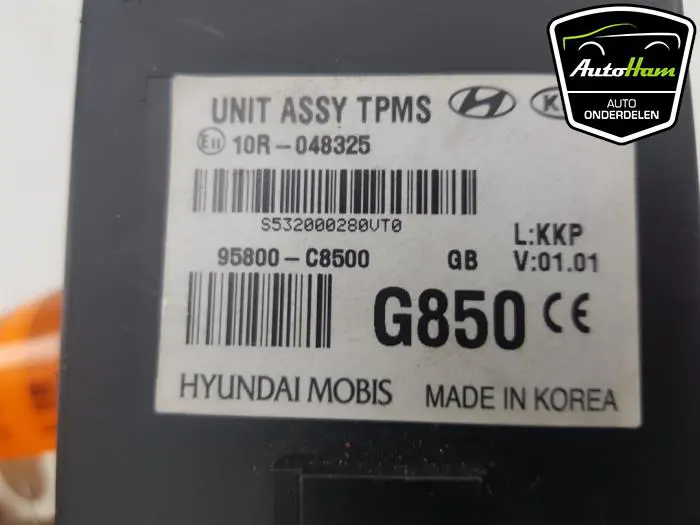 AutoHam
AUTO
ONDERDELEN
UNIT ASSY TPMS
E11 10R-048325
S532000280VT0
95800-C8500 GB
L:KKP
V:01.01
G850 CE
HYUNDAI MOBIS MADE IN KOREA